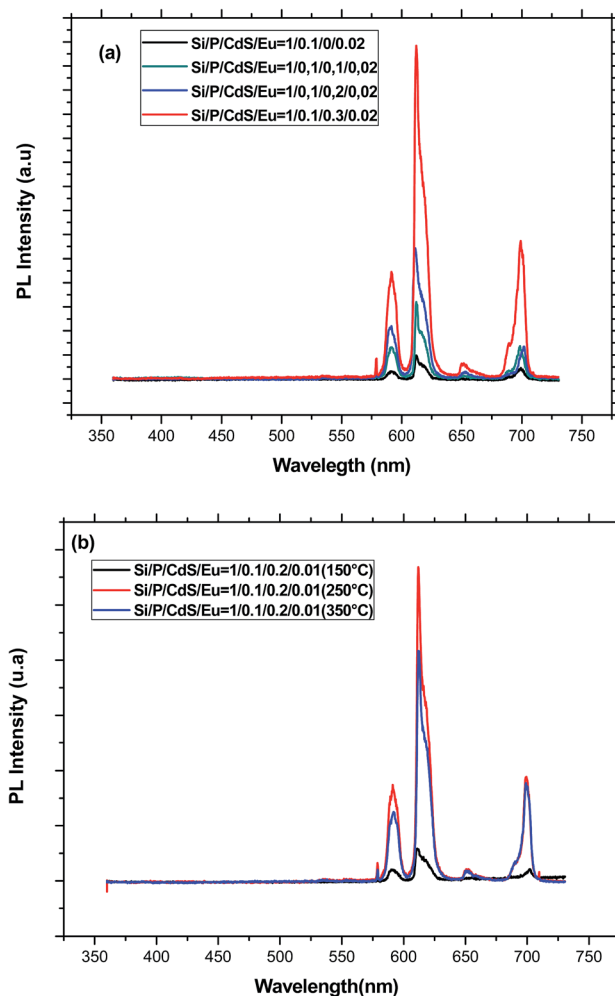 (a)
Si/P/CdS/Eu=1/0.1/0/0.02
Si/P/CdS/Eu=1/0,1/0,1/0,02
Si/P/CdS/Eu=1/0,1/0,2/0,02
Si/P/CdS/Eu=1/0.1/0.3/0.02
PL Intensity (a.u)
350 400 450 500 550 600 650 700 750
Wavelegth (nm)
(b)
Si/P/CdS/Eu=1/0.1/0.2/0.01(150°C)
Si/P/CdS/Eu=1/0.1/0.2/0.01(250°C)
Si/P/CdS/Eu=1/0.1/0.2/0.01(350°C)
PL Intensity (u.a)
350 400 450 500 550 600 650 700 750
Wavelength(nm)